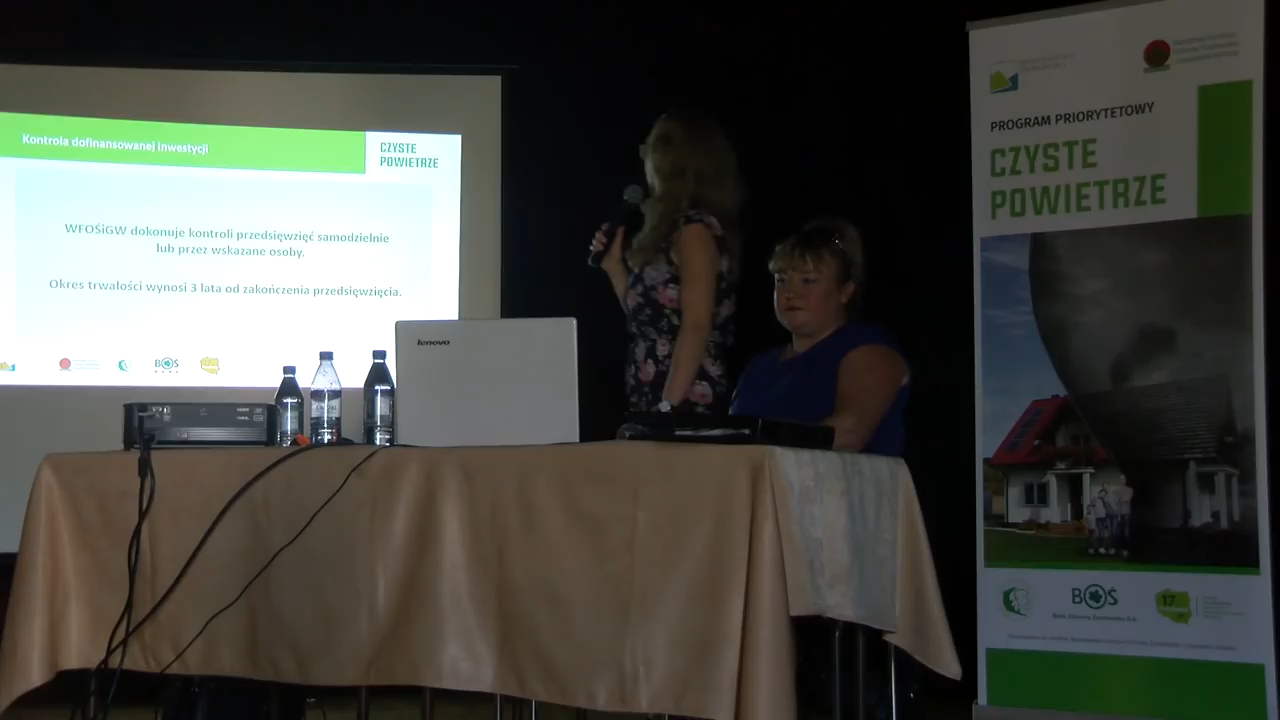 Kontrola dofinansowanej inwestycji
CZYSTE
POWIETRZE
WFOŚiGW dokonuje kontroli przedsięwzięć samodzielnie
lub przez wskazane osoby.
Okres trwałości wynosi 3 lata od zakończenia przedsięwzięcia.
BOŚ
lenovo
PROGRAM PRIORYTETOWY
CZYSTE
POWIETRZE
BOŚ
17